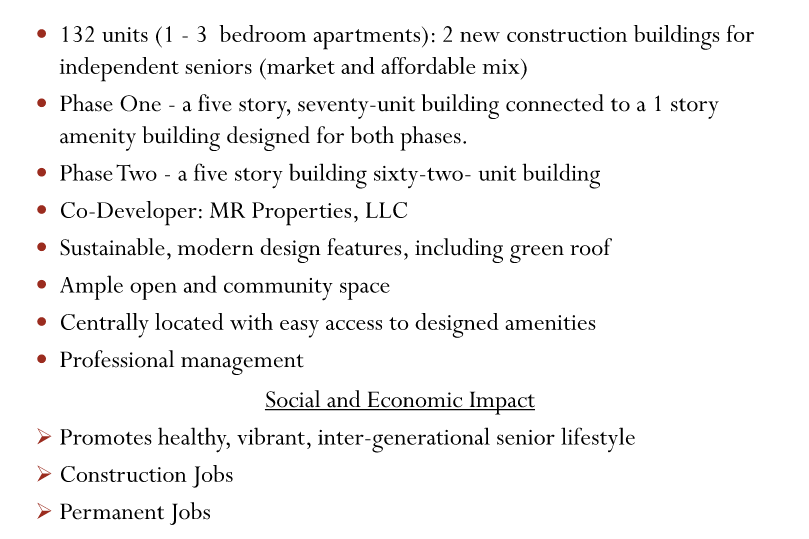 • 132 units (1 - 3  bedroom apartments): 2 new construction buildings for
independent seniors (market and affordable mix)
• Phase One - a five story, seventy-unit building connected to a 1 story
amenity building designed for both phases.
• Phase Two - a five story building sixty-two- unit building
• Co-Developer: MR Properties, LLC
• Sustainable, modern design features, including green roof
• Ample open and community space
• Centrally located with easy access to designed amenities
• Professional management
Social and Economic Impact
➢ Promotes healthy, vibrant, inter-generational senior lifestyle
➢ Construction Jobs
➢ Permanent Jobs